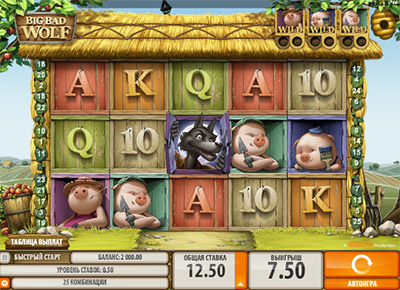 BIG BAD
WOLF
WILD WILD WILD
A K Q A 10
Q 10
A 10 K
ТАБЛИЦА ВЫПЛАТ
БЫСТРЫЙ СТАРТ
БАЛАНС: 2 000.00
ОБЩАЯ СТАВКА
ВЫИГРЫШ
УРОВЕНЬ СТАВОК: 0.50
12.50
7.50
25 КОМБИНАЦИИ
АВТОИГРА